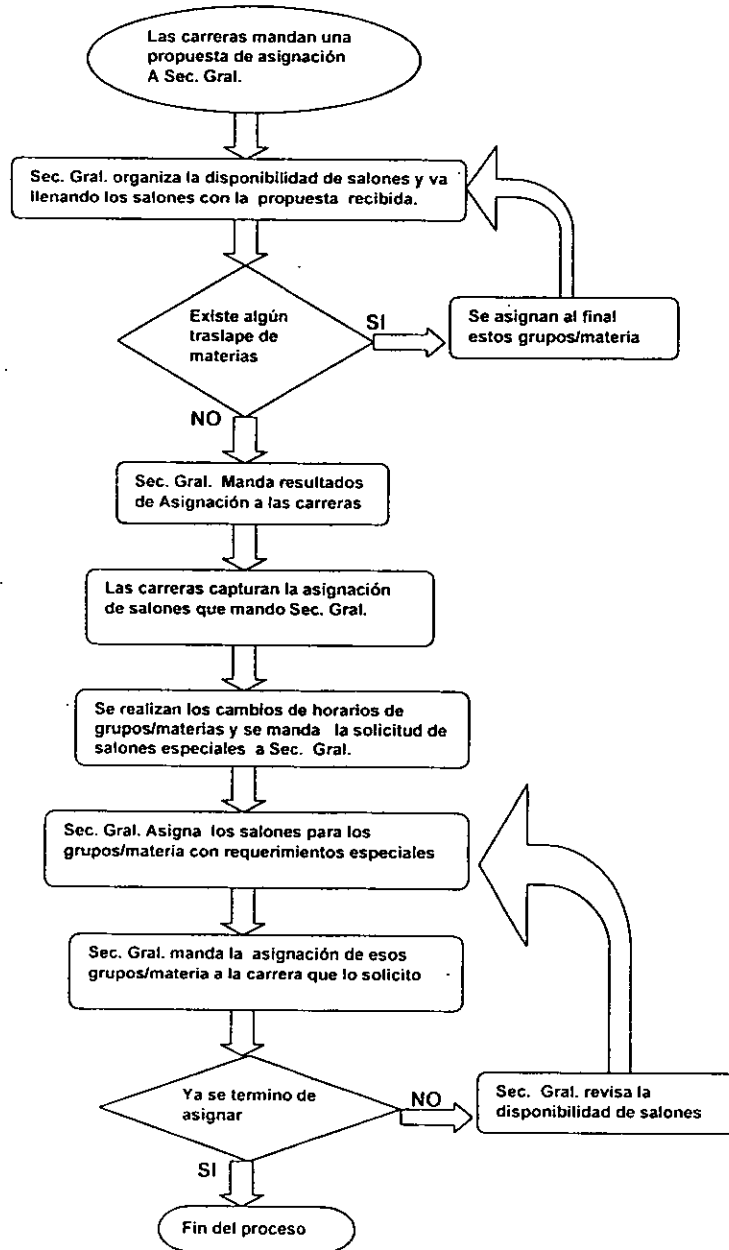 Las carreras mandan una
propuesta de asignación
A Sec. Gral.
Sec. Gral. organiza la disponibilidad de salones y va
llenando los salones con la propuesta recibida.
Existe algún
traslape de
materias
SI
Se asignan al final
estos grupos/materia
NO
Sec. Gral. Manda resultados
de Asignación a las carreras
Las carreras capturan la asignación
de salones que mando Sec. Gral.
Se realizan los cambios de horarios de
grupos/materias y se manda la solicitud de
salones especiales a Sec. Gral.
Sec. Gral. Asigna los salones para los
grupos/materia con requerimientos especiales
Sec. Gral. manda la asignación de esos
grupos/materia a la carrera que lo solicito
Ya se termino de
asignar
NO
Sec. Gral. revisa la
disponibilidad de salones
SI
Fin del proceso